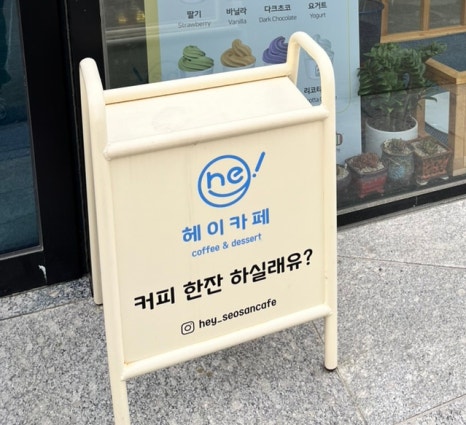 딸기
Strawberry
바닐라
Vanilla
다크초코
Dark Chocolate
요거트
Yogurt
he!
헤이카페
coffee & dessert
커피 한잔 하실래유?
hey_seosancafe